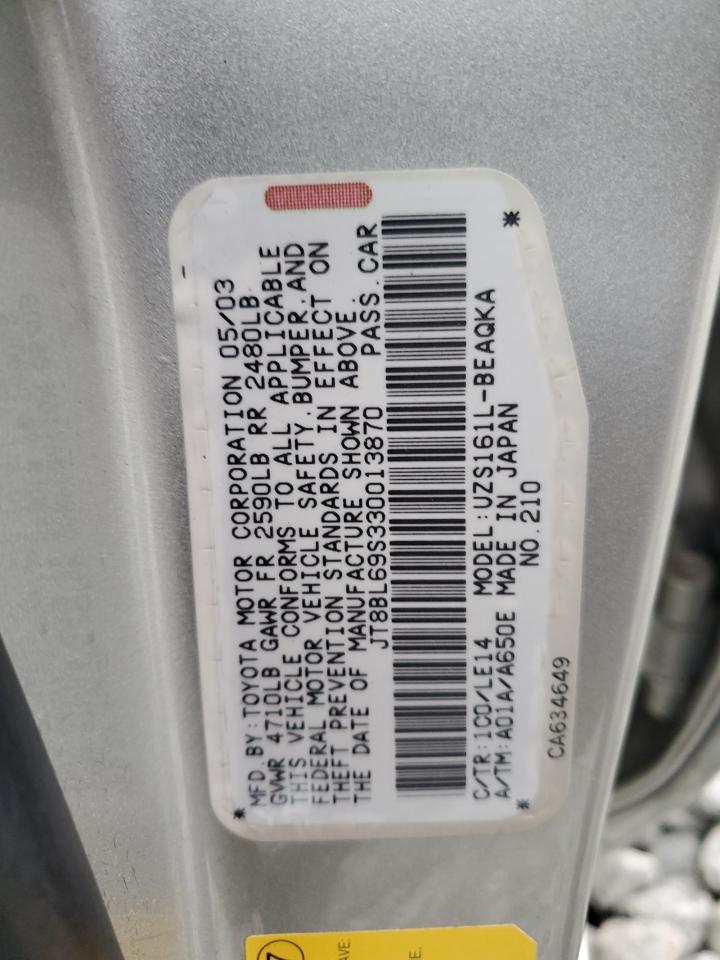 MFD. BY:TOYOTA MOTOR CORPORATION 05/03
GVWR 4710LB GAWR FR 2590LB RR 2480LB
THIS VEHICLE CONFORMS TO ALL APPLICABLE
FEDERAL MOTOR VEHICLE SAFETY,BUMPER,AND
THEFT PREVENTION STANDARDS IN EFFECT ON
THE DATE OF MANUFACTURE SHOWN ABOVE.
JT8BL69S330013870 PASS.CAR
C/TR:1C0/LE14 MODEL:UZS161L-BEAQKA
A/TM:A01A/A650E MADE IN JAPAN
NO.210
CA634649
7
AVE
E.